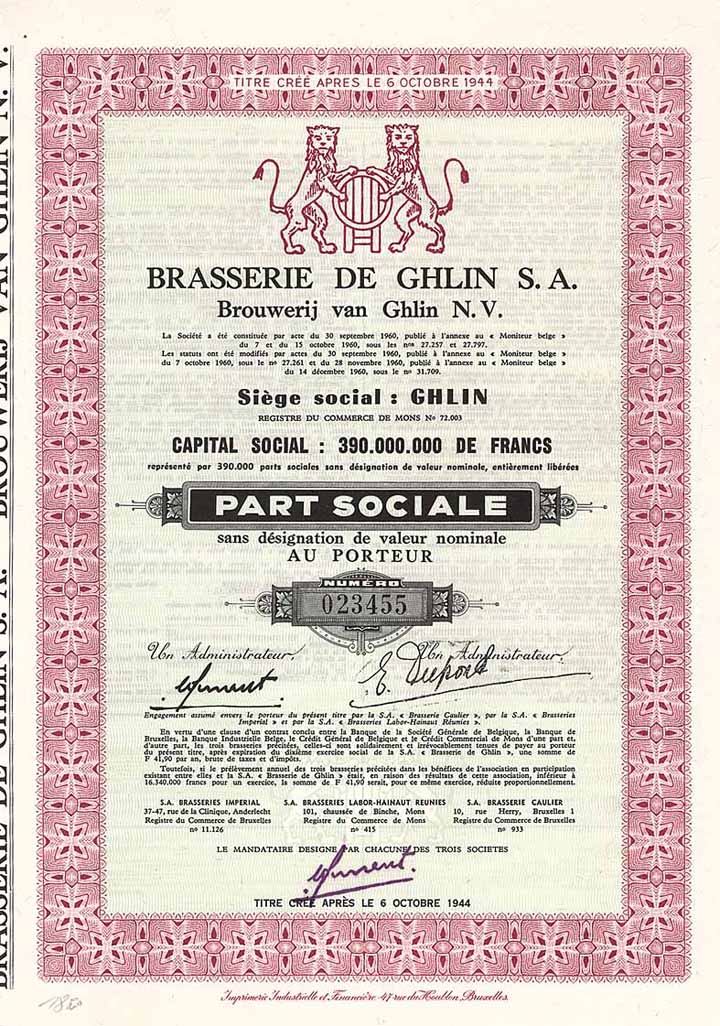 TITRE CRÉÉ APRES LE 6 OCTOBRE 1944
BRASSERIE DE GHLIN S.A.
Brouwerij van Ghlin N.V.
La Société a été constituée par acte du 30 septembre 1960, publié à l'annexe au « Moniteur belge »
du 7 et du 15 octobre 1960, sous les nos 27.257 et 27.797.
Les statuts ont été modifiés par actes du 30 septembre 1960, publié à l'annexe au « Moniteur belge »
du 7 octobre 1960, sous le no 27.261 et du 28 novembre 1960, publié à l'annexe au « Moniteur belge »
du 14 décembre 1960, sous le no 31.709.
Siège social : GHLIN
REGISTRE DU COMMERCE DE MONS No 72.003
CAPITAL SOCIAL : 390.000.000 DE FRANCS
représenté par 390.000 parts sociales sans désignation de valeur nominale, entièrement libérées
PART SOCIALE
sans désignation de valeur nominale
AU PORTEUR
NUMÉRO
023455
Un Administrateur, Un Administrateur,
E. Dupont
Engagement assumé envers le porteur du présent titre par la S.A. « Brasserie Caulier », par la S.A. « Brasseries
Imperial » et par la S.A. « Brasseries Labor-Hainaut Réunies ».
En vertu d'une clause d'un contrat conclu entre la Banque de la Société Générale de Belgique, la Banque de
Bruxelles, la Banque Industrielle Belge, le Crédit Général de Belgique et le Crédit Commercial de Mons d'une part et,
d'autre part, les trois brasseries précitées, celles-ci sont solidairement et irrévocablement tenues de payer au porteur
du présent titre, après expiration du dixième exercice social de la S.A. « Brasserie de Ghlin », une somme de
F 41,90 par an, brute de taxes et d'impôts.
Toutefois, si le prélèvement annuel des trois brasseries précitées dans les bénéfices de l'association en participation
existant entre elles et la S.A. « Brasserie de Ghlin » était, en raison des résultats de cette association, inférieur à
16.340.000 francs pour un exercice, la somme de F 41,90 serait, pour ce même exercice, réduite proportionnellement.
S.A. BRASSERIES IMPERIAL S.A. BRASSERIES LABOR-HAINAUT REUNIES S.A. BRASSERIE CAULIER
37-47, rue de la Clinique, Anderlecht 101, chaussée de Binche, Mons 10, rue Herry, Bruxelles 1
Registre du Commerce de Bruxelles Registre du Commerce de Mons Registre du Commerce de Bruxelles
no 11.126 no 415 no 933
LE MANDATAIRE DESIGNE PAR CHACUNE DES TROIS SOCIETES
TITRE CRÉÉ APRÈS LE 6 OCTOBRE 1944
Imprimerie Industrielle et Financière 47 rue du Houblon, Bruxelles.
BRASSERIE DE GHLIN S. A. BROUWERIJ VAN GHLIN N. V.